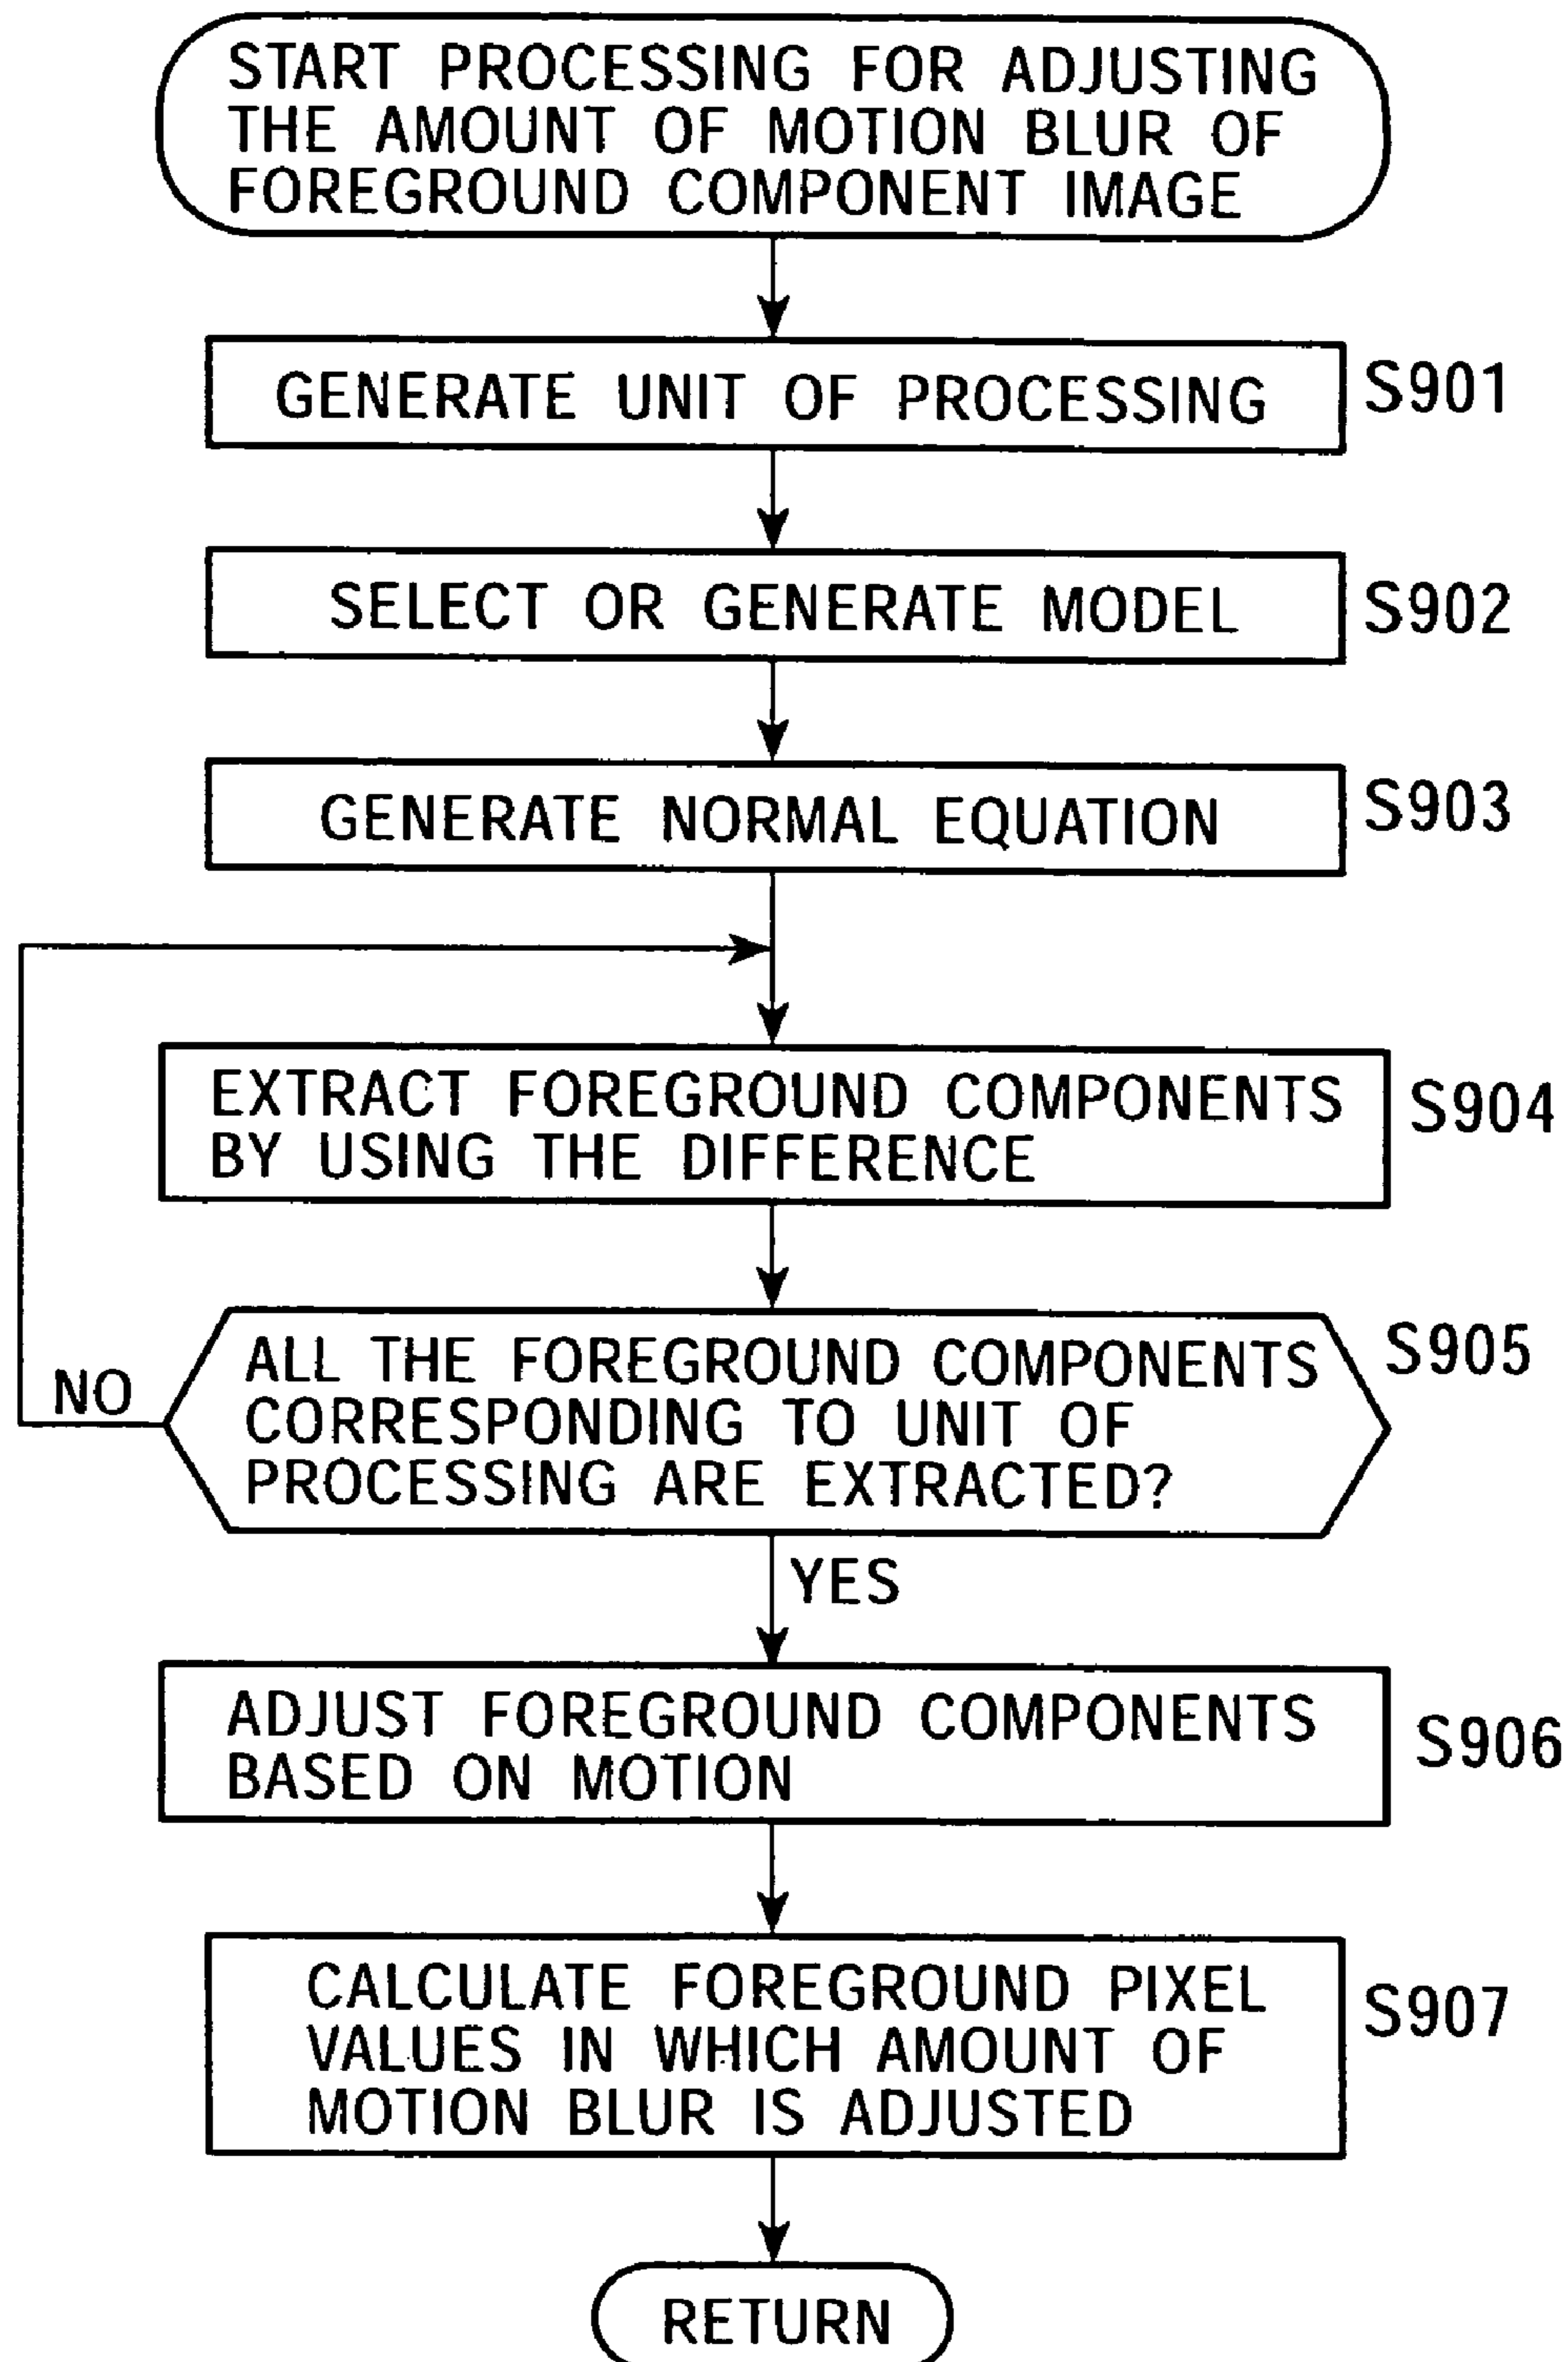 START PROCESSING FOR ADJUSTING
THE AMOUNT OF MOTION BLUR OF
FOREGROUND COMPONENT IMAGE
GENERATE UNIT OF PROCESSING
S901
SELECT OR GENERATE MODEL
S902
GENERATE NORMAL EQUATION
S903
EXTRACT FOREGROUND COMPONENTS
BY USING THE DIFFERENCE
S904
ALL THE FOREGROUND COMPONENTS
CORRESPONDING TO UNIT OF
PROCESSING ARE EXTRACTED?
S905
NO
YES
ADJUST FOREGROUND COMPONENTS
BASED ON MOTION
S906
CALCULATE FOREGROUND PIXEL
VALUES IN WHICH AMOUNT OF
MOTION BLUR IS ADJUSTED
S907
RETURN